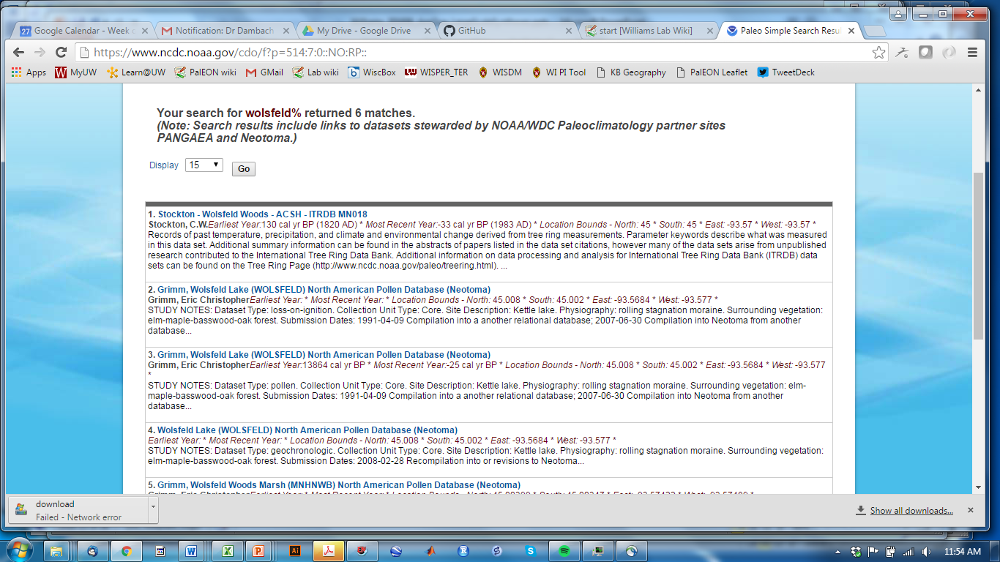 Google Calendar - Week o
Notification: Dr Dambach
My Drive - Google Drive
GitHub
start [Williams Lab Wiki]
Paleo Simple Search Resul
https://www.ncdc.noaa.gov/cdo/f?p=514:7:0::NO:RP::
Apps MyUW Learn@UW PalEON wiki GMail Lab wiki WiscBox WISPER_TER WISDM WI PI Tool KB Geography PalEON Leaflet TweetDeck
Your search for wolsfeld% returned 6 matches.
(Note: Search results include links to datasets stewarded by NOAA/WDC Paleoclimatology partner sites
PANGAEA and Neotoma.)
Display 15 Go
1. Stockton - Wolsfeld Woods - ACSH - ITRDB MN018
Stockton, C.W.Earliest Year:130 cal yr BP (1820 AD) * Most Recent Year:-33 cal yr BP (1983 AD) * Location Bounds - North: 45 * South: 45 * East: -93.57 * West: -93.57 *
Records of past temperature, precipitation, and climate and environmental change derived from tree ring measurements. Parameter keywords describe what was measured
in this data set. Additional summary information can be found in the abstracts of papers listed in the data set citations, however many of the data sets arise from unpublished
research contributed to the International Tree Ring Data Bank. Additional information on data processing and analysis for International Tree Ring Data Bank (ITRDB) data
sets can be found on the Tree Ring Page (http://www.ncdc.noaa.gov/paleo/treering.html). ...
2. Grimm, Wolsfeld Lake (WOLSFELD) North American Pollen Database (Neotoma)
Grimm, Eric ChristopherEarliest Year: * Most Recent Year: * Location Bounds - North: 45.008 * South: 45.002 * East: -93.5684 * West: -93.577 *
STUDY NOTES: Dataset Type: loss-on-ignition. Collection Unit Type: Core. Site Description: Kettle lake. Physiography: rolling stagnation moraine. Surrounding vegetation:
elm-maple-basswood-oak forest. Submission Dates: 1991-04-09 Compilation into a another relational database; 2007-06-30 Compilation into Neotoma from another
database...
3. Grimm, Wolsfeld Lake (WOLSFELD) North American Pollen Database (Neotoma)
Grimm, Eric ChristopherEarliest Year:13864 cal yr BP * Most Recent Year:-25 cal yr BP * Location Bounds - North: 45.008 * South: 45.002 * East: -93.5684 * West: -93.577
*
STUDY NOTES: Dataset Type: pollen. Collection Unit Type: Core. Site Description: Kettle lake. Physiography: rolling stagnation moraine. Surrounding vegetation: elm-
maple-basswood-oak forest. Submission Dates: 1991-04-09 Compilation into a another relational database; 2007-06-30 Compilation into Neotoma from another
database...
4. Wolsfeld Lake (WOLSFELD) North American Pollen Database (Neotoma)
Earliest Year: * Most Recent Year: * Location Bounds - North: 45.008 * South: 45.002 * East: -93.5684 * West: -93.577 *
STUDY NOTES: Dataset Type: geochronologic. Collection Unit Type: Core. Site Description: Kettle lake. Physiography: rolling stagnation moraine. Surrounding vegetation:
elm-maple-basswood-oak forest. Submission Dates: 2008-02-28 Recompilation into or revisions to Neotoma...
5. Grimm, Wolsfeld Woods Marsh (MNHNWB) North American Pollen Database (Neotoma)
download
Failed - Network error
Show all downloads...
11:54 AM